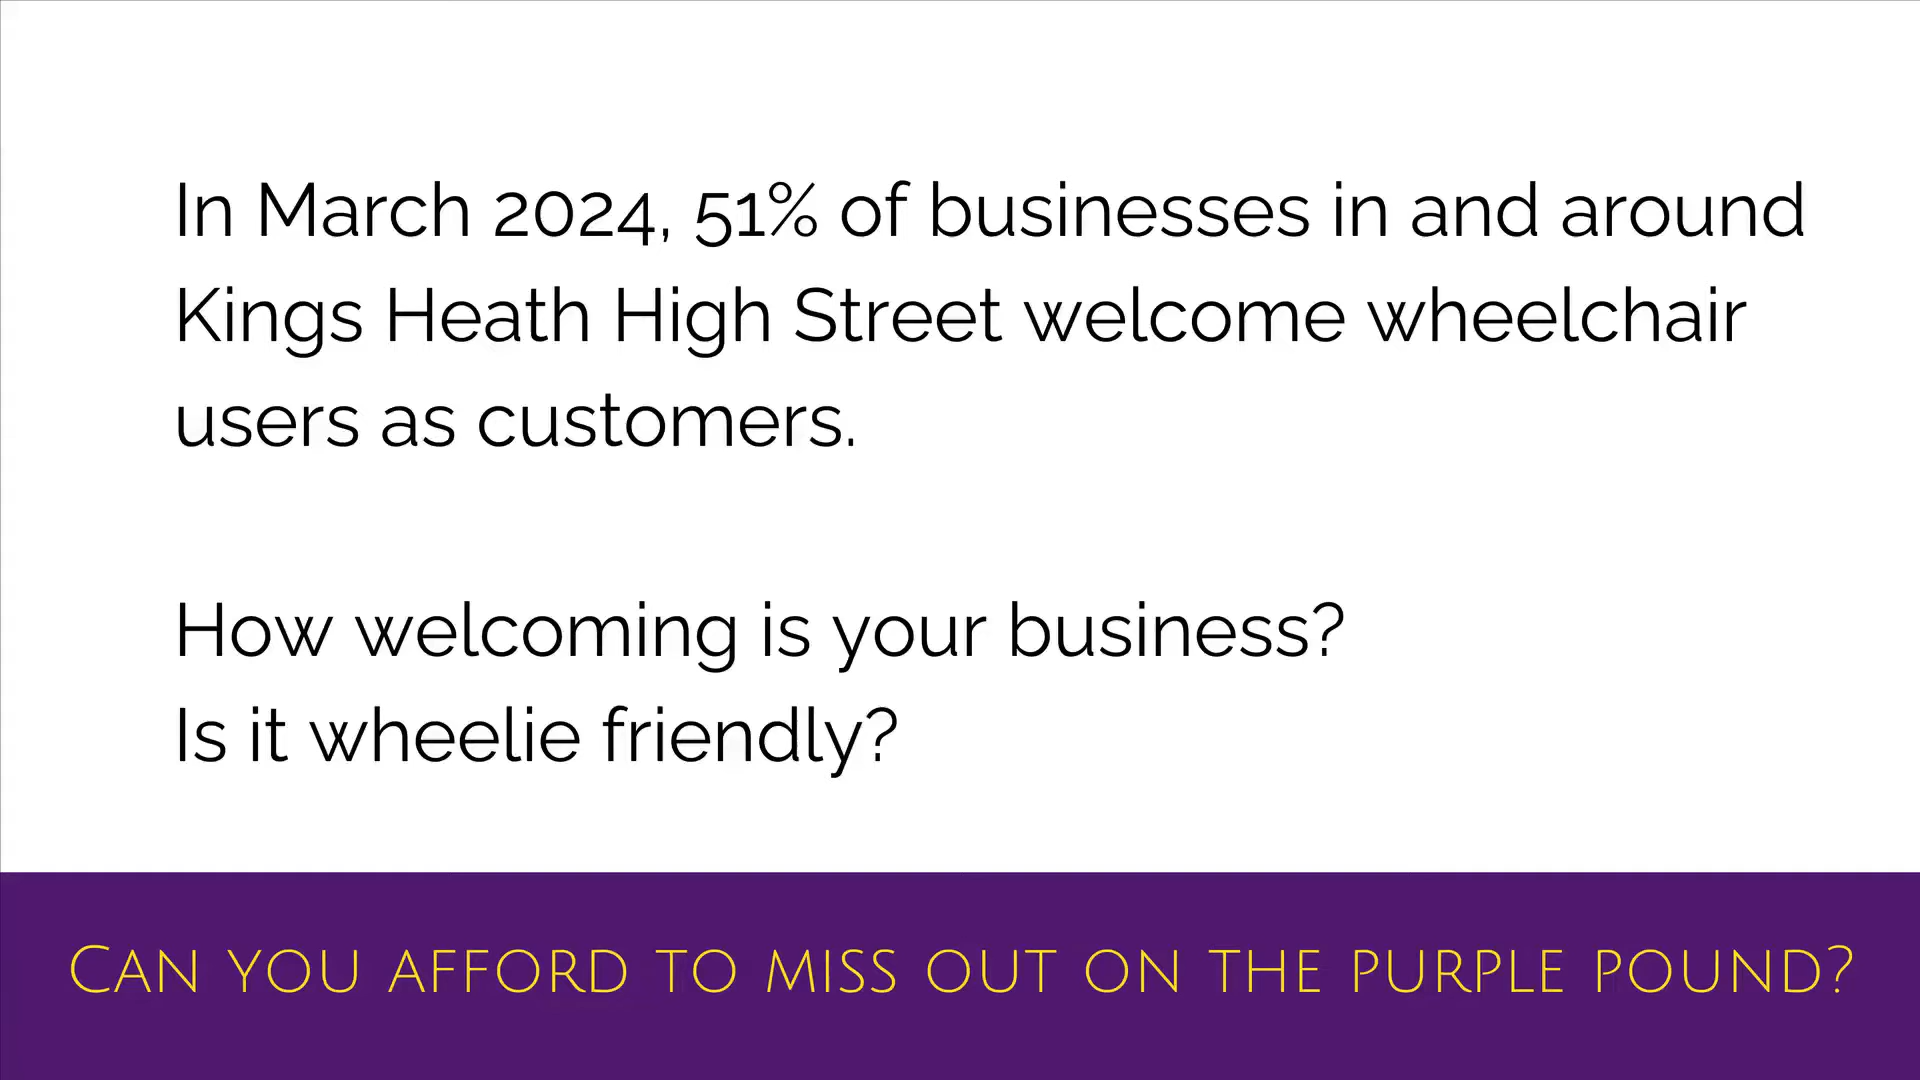 In March 2024, 51% of businesses in and around
Kings Heath High Street welcome wheelchair
users as customers.
How welcoming is your business?
Is it wheelie friendly?
Can you afford to miss out on the purple pound?